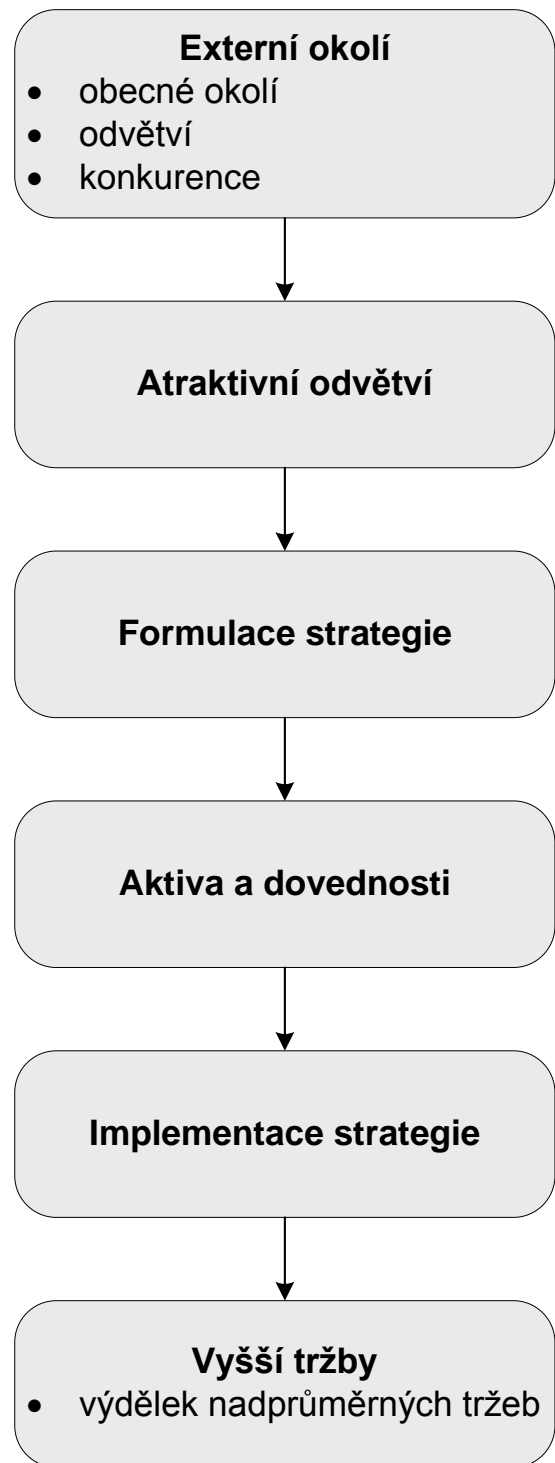 Externí okolí
• obecné okolí
• odvětví
• konkurence
Atraktivní odvětví
Formulace strategie
Aktiva a dovednosti
Implementace strategie
Vyšší tržby
• výdělek nadprůměrných tržeb